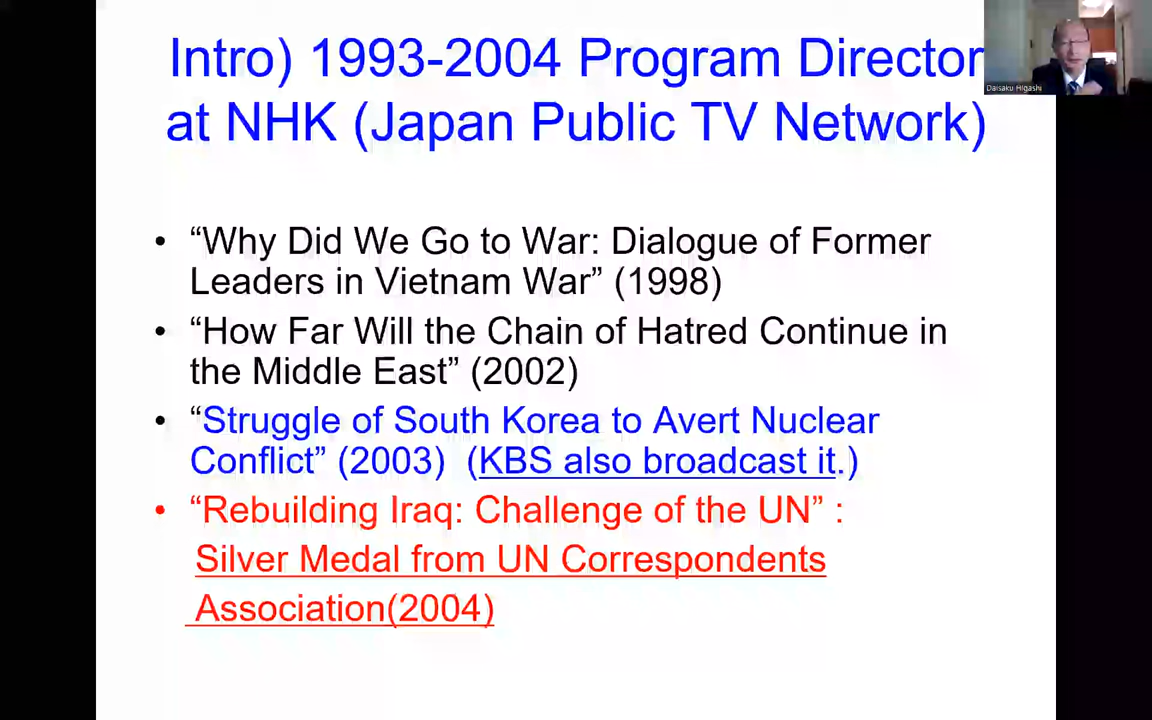 Intro) 1993-2004 Program Director
at NHK (Japan Public TV Network)
Daisaku Higashi
• “Why Did We Go to War: Dialogue of Former
Leaders in Vietnam War” (1998)
• “How Far Will the Chain of Hatred Continue in
the Middle East” (2002)
• “Struggle of South Korea to Avert Nuclear
Conflict” (2003)  (KBS also broadcast it.)
• “Rebuilding Iraq: Challenge of the UN” :
Silver Medal from UN Correspondents
Association(2004)